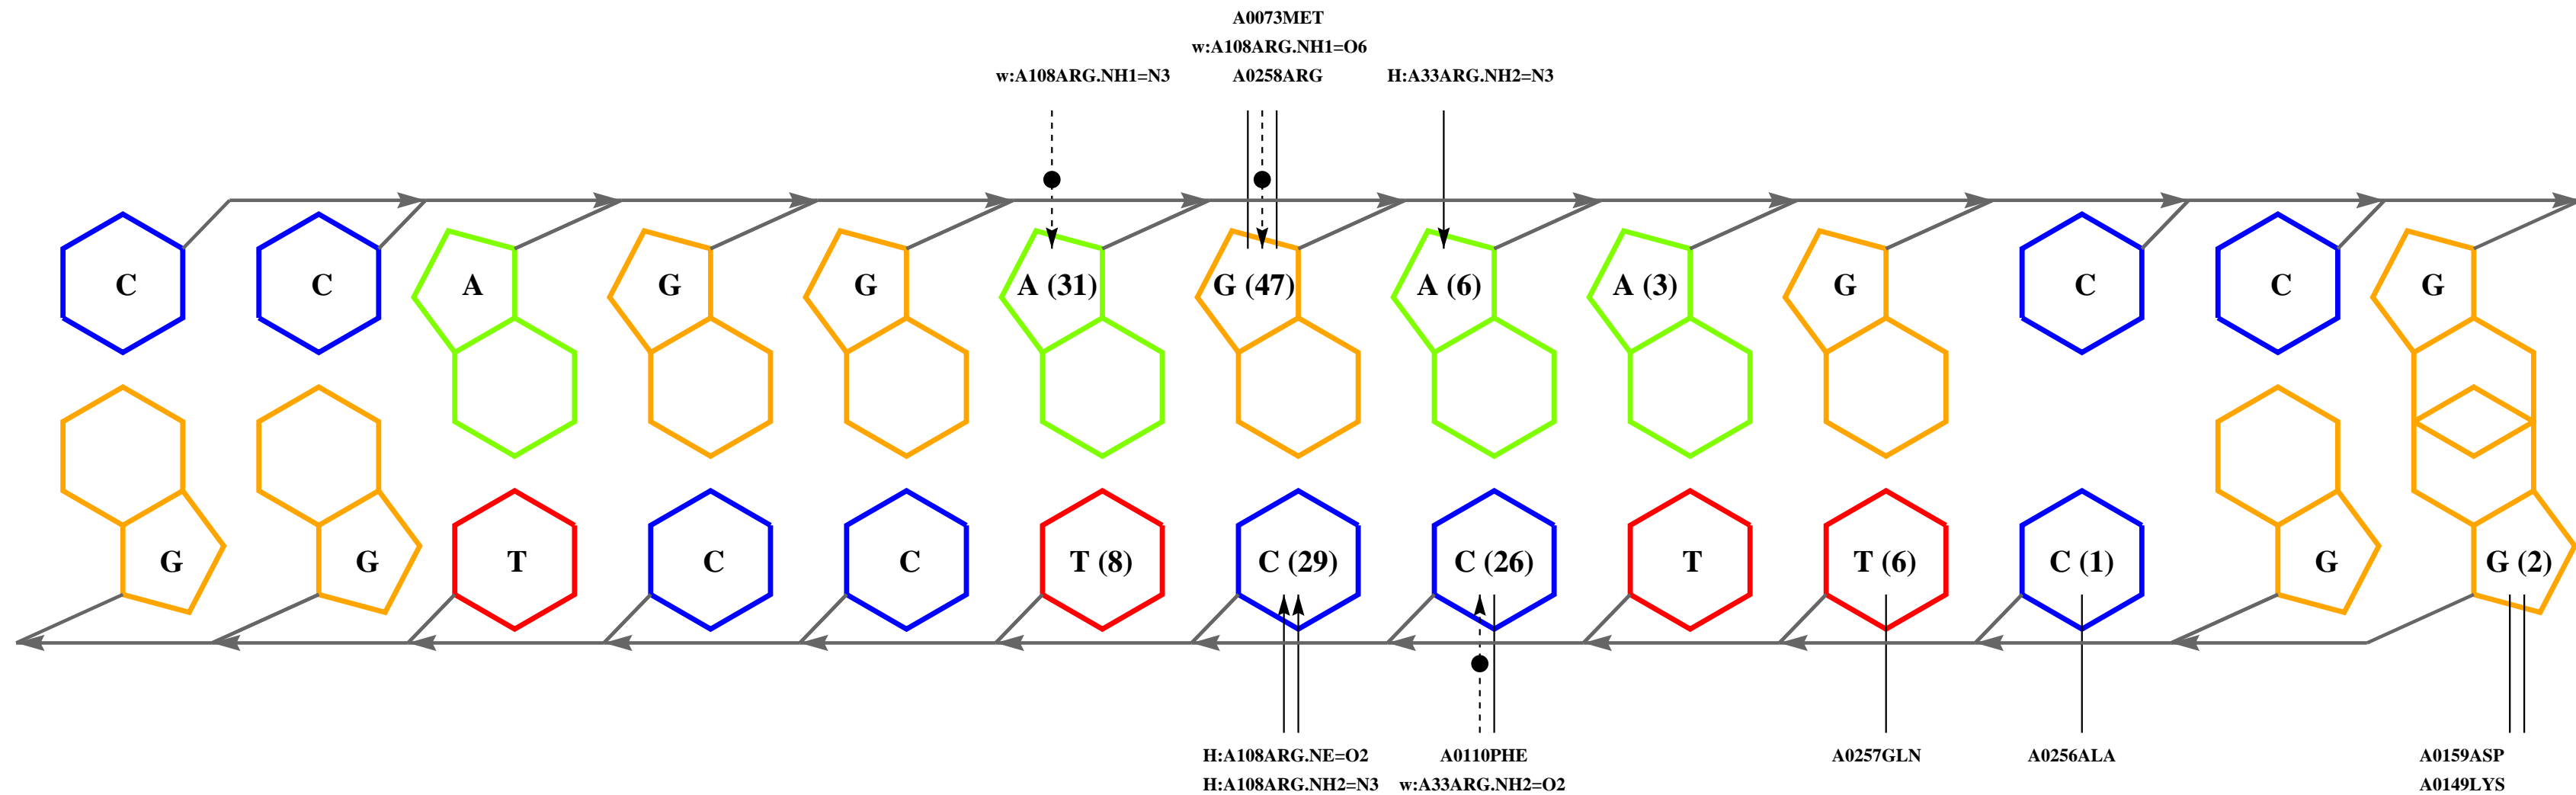 A0073MET
w:A108ARG.NH1=O6
w:A108ARG.NH1=N3 A0258ARG H:A33ARG.NH2=N3
C C A G G A (31) G (47) A (6) A (3) G C C G
G G T C C T (8) C (29) C (26) T T (6) C (1) G G (2)
H:A108ARG.NE=O2 A0110PHE A0257GLN A0256ALA A0159ASP
H:A108ARG.NH2=N3 w:A33ARG.NH2=O2 A0149LYS